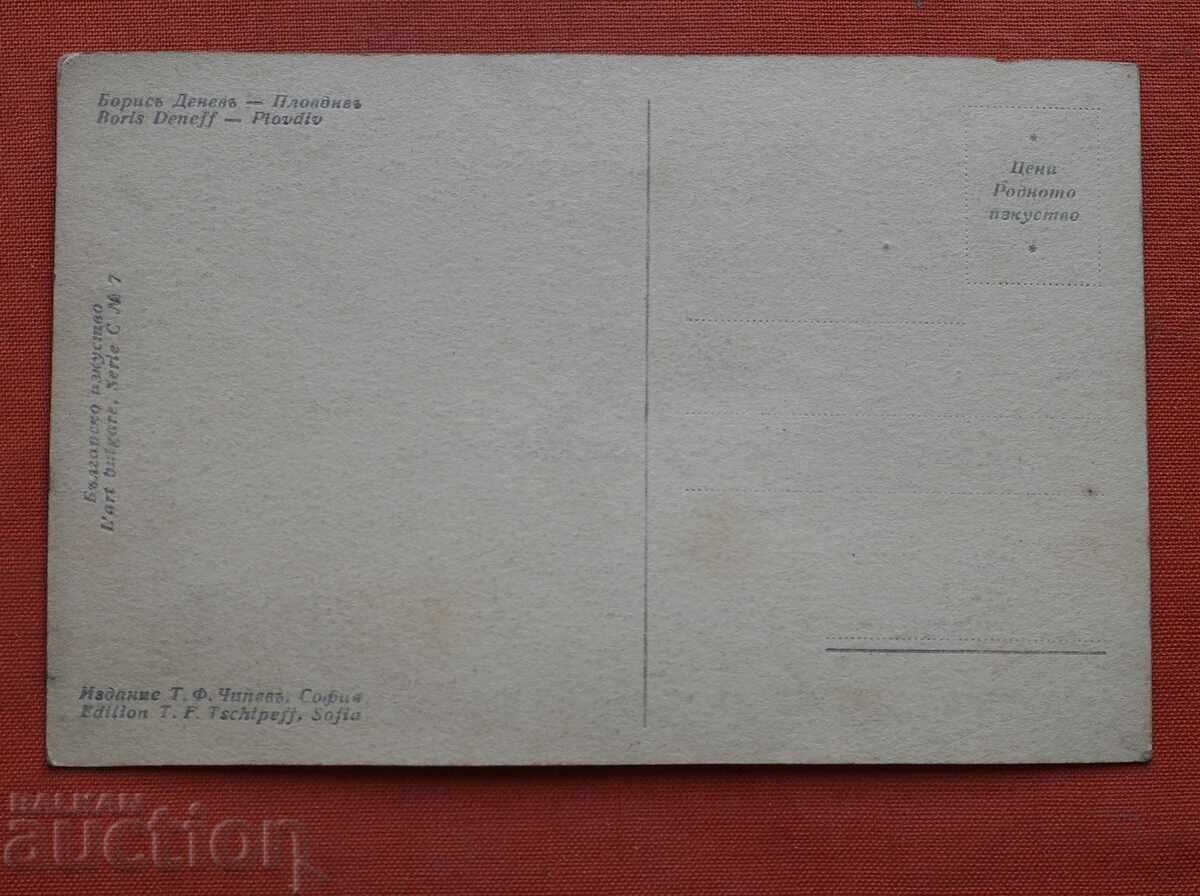 Борисъ Деневъ — Пловдивъ
Boris Deneff — Plovdiv
Цени
Родното
изкуство
Българско изкуство
L'art bulgare, Serie C № 7
Издание Т. Ф. Чипевъ, София
Edition T. F. Tschipeff, Sofia
BALKAN
auction